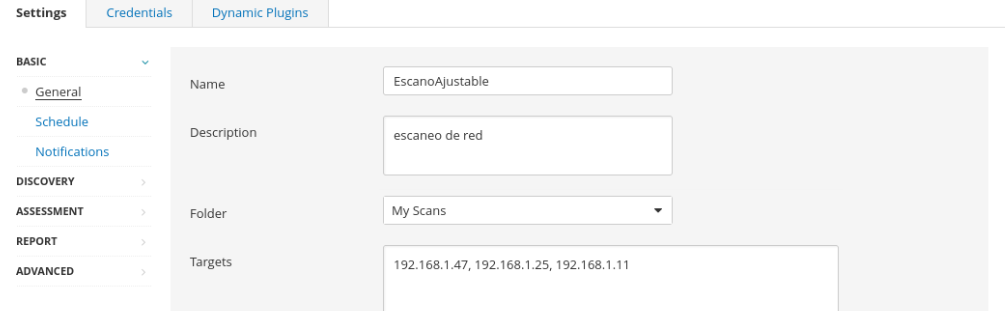 Settings Credentials Dynamic Plugins
BASIC
General
Schedule
Notifications
DISCOVERY
ASSESSMENT
REPORT
ADVANCED
Name EscanoAjustable
Description escaneo de red
Folder My Scans
Targets 192.168.1.47, 192.168.1.25, 192.168.1.11